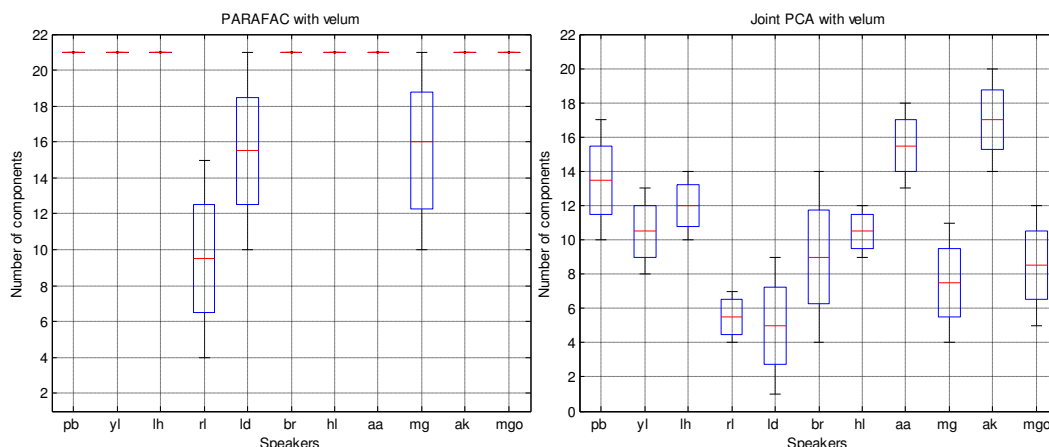 PARAFAC with velum
22
20
18
16
14
12
10
8
6
4
2
Number of components
pb yl lh rl ld br hl aa mg ak mgo
Speakers
Joint PCA with velum
22
20
18
16
14
12
10
8
6
4
2
0
Number of components
pb yl lh rl ld br hl aa mg ak mgo
Speakers